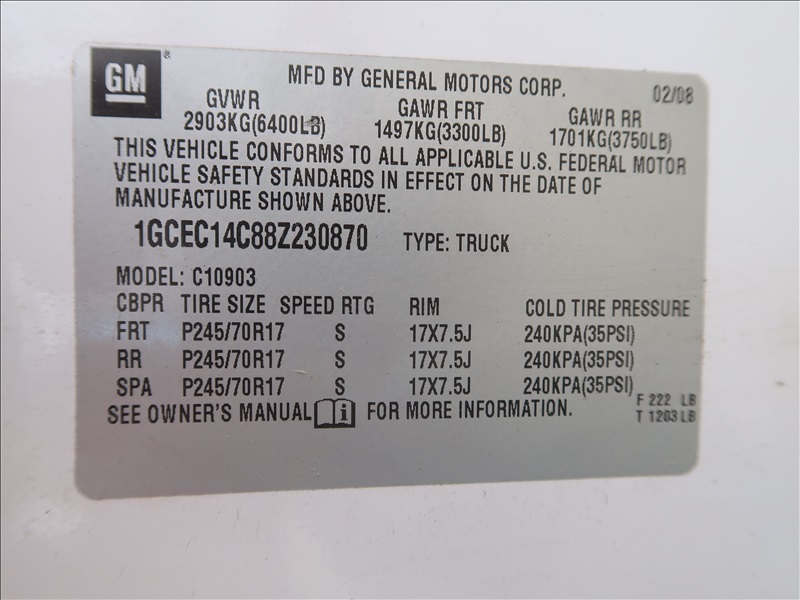 GM
MFD BY GENERAL MOTORS CORP. 02/08
GVWR GAWR FRT GAWR RR
2903KG(6400LB) 1497KG(3300LB) 1701KG(3750LB)
THIS VEHICLE CONFORMS TO ALL APPLICABLE U.S. FEDERAL MOTOR
VEHICLE SAFETY STANDARDS IN EFFECT ON THE DATE OF
MANUFACTURE SHOWN ABOVE.
1GCEC14C88Z230870 TYPE: TRUCK
MODEL: C10903
CBPR TIRE SIZE SPEED RTG RIM COLD TIRE PRESSURE
FRT P245/70R17 S 17X7.5J 240KPA(35PSI)
RR P245/70R17 S 17X7.5J 240KPA(35PSI)
SPA P245/70R17 S 17X7.5J 240KPA(35PSI)
SEE OWNER'S MANUAL i FOR MORE INFORMATION.
F 222 LB
T 1203 LB